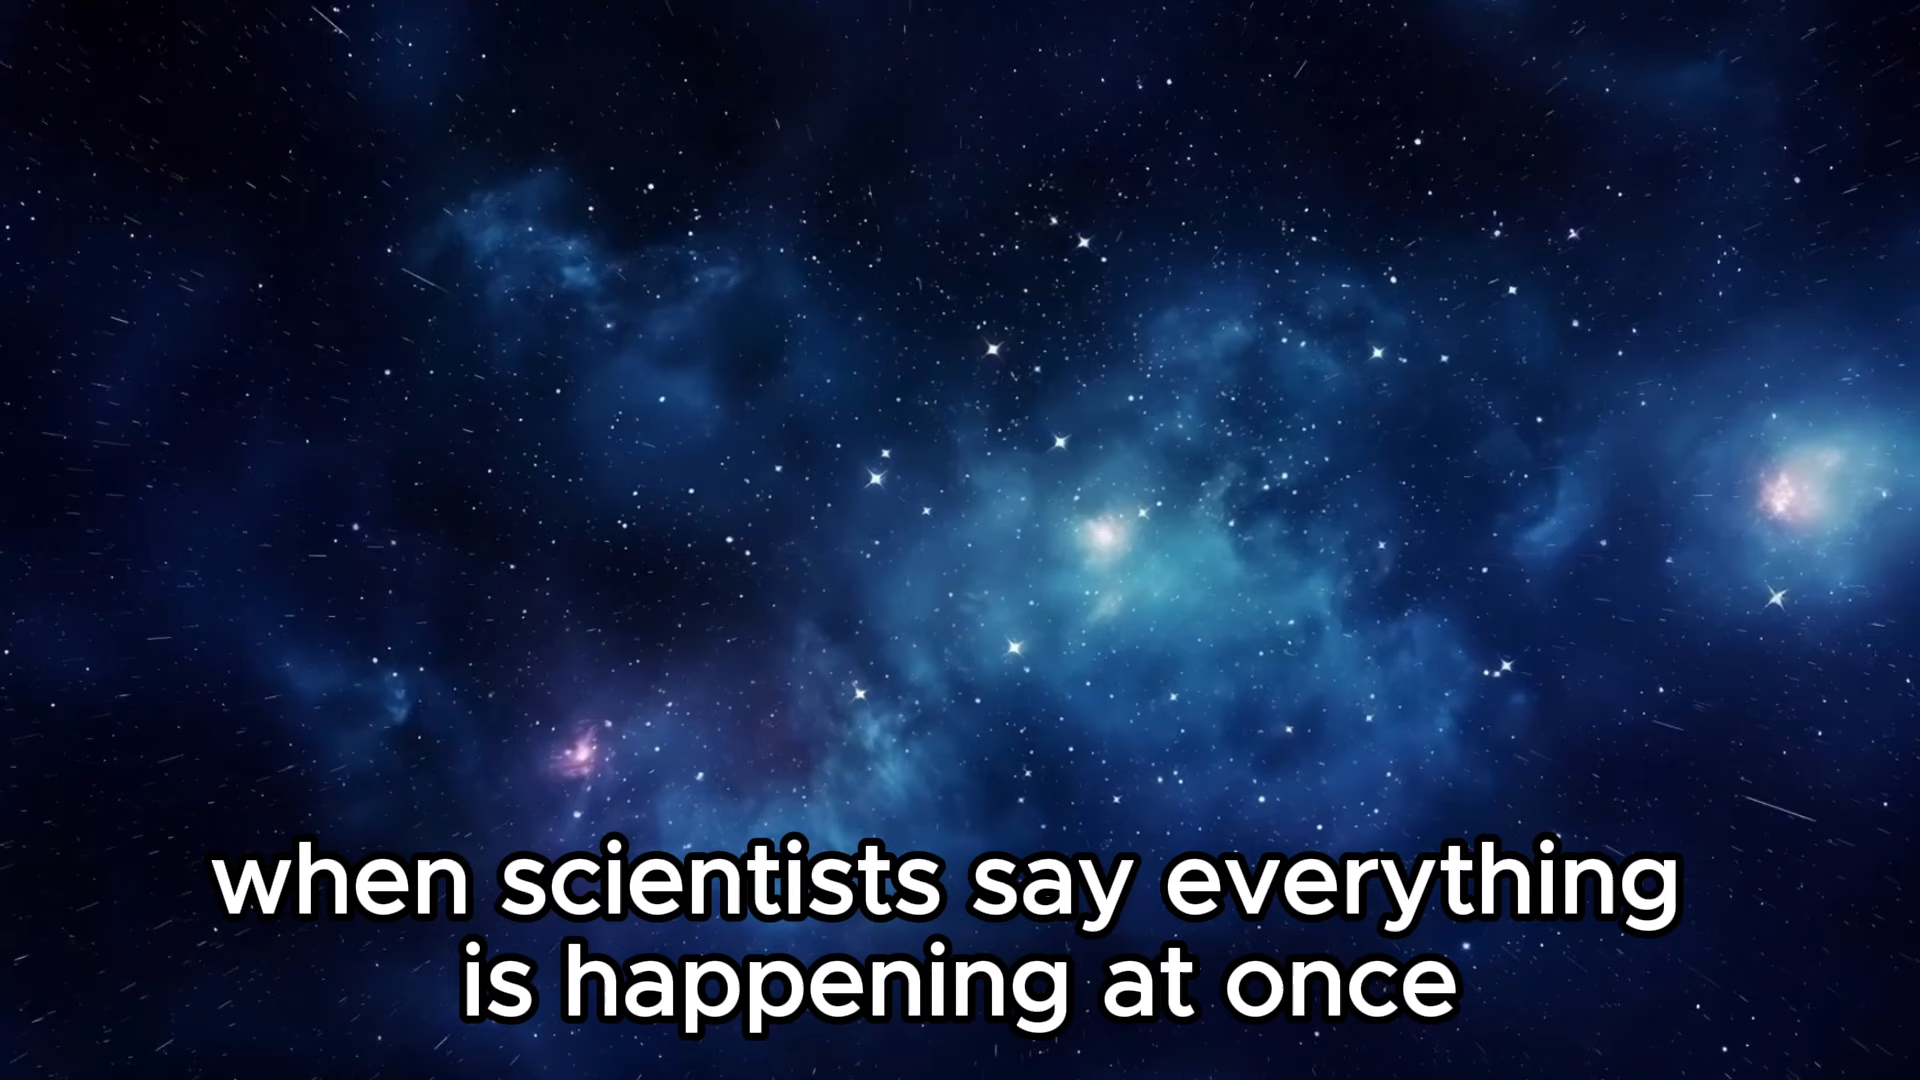 when scientists say everything
is happening at once